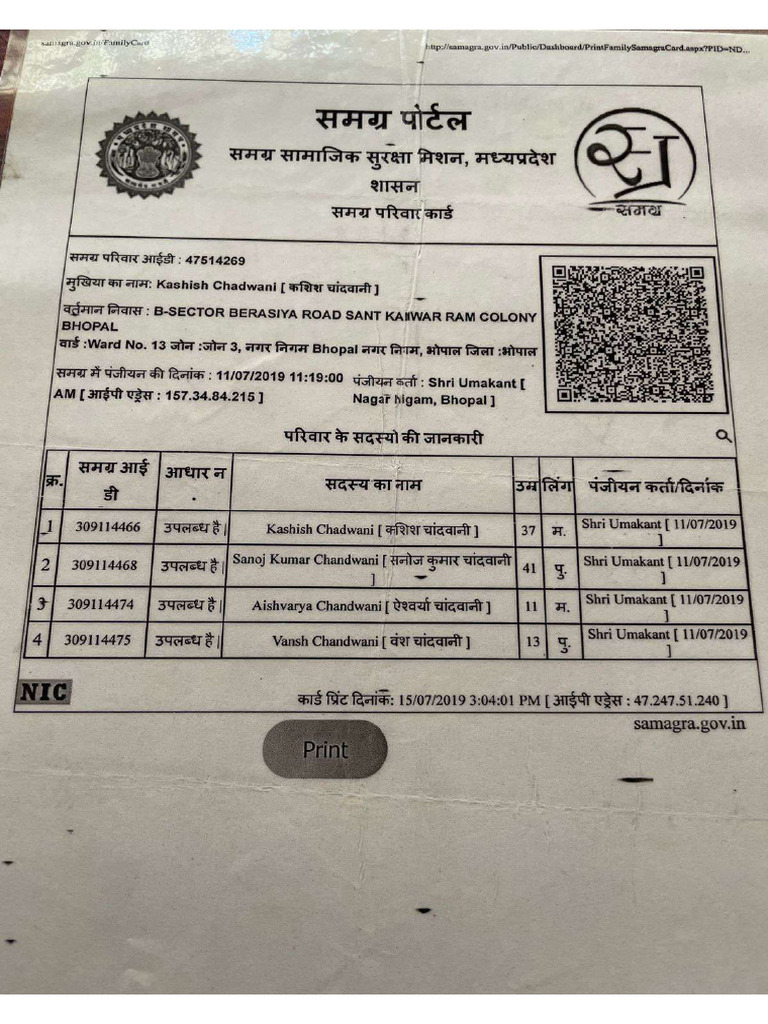 samagra.gov.in/FamilyCard
http://samagra.gov.in/Public/Dashboard/PrintFamilySamagraCard.aspx?PID=ND...
समग्र पोर्टल
समग्र सामाजिक सुरक्षा मिशन, मध्यप्रदेश
शासन
समग्र परिवार कार्ड
स्र
समग्र
समग्र परिवार आईडी : 47514269
मुखिया का नाम: Kashish Chadwani [ कशिश चांदवानी ]
वर्तमान निवास : B-SECTOR BERASIYA ROAD SANT KANWAR RAM COLONY
BHOPAL
वार्ड :Ward No. 13 जोन :जोन 3, नगर निगम Bhopal नगर निगम, भोपाल जिला :भोपाल
समग्र में पंजीयन की दिनांक : 11/07/2019 11:19:00 पंजीयन कर्ता : Shri Umakant [
AM [ आईपी एड्रेस : 157.34.84.215 ] Nagar Nigam, Bhopal ]
परिवार के सदस्यो की जानकारी
क्र. समग्र आई डी आधार न . सदस्य का नाम उम्र लिंग पंजीयन कर्ता/दिनांक
1 309114466 उपलब्ध है। Kashish Chadwani [ कशिश चांदवानी ] 37 म. Shri Umakant [ 11/07/2019 ]
2 309114468 उपलब्ध है। Sanoj Kumar Chandwani [ सनोज कुमार चांदवानी ] 41 पु. Shri Umakant [ 11/07/2019 ]
3 309114474 उपलब्ध है। Aishvarya Chandwani [ ऐश्वर्या चांदवानी ] 11 म. Shri Umakant [ 11/07/2019 ]
4 309114475 उपलब्ध है। Vansh Chandwani [ वंश चांदवानी ] 13 पु. Shri Umakant [ 11/07/2019 ]
NIC
कार्ड प्रिंट दिनांक: 15/07/2019 3:04:01 PM [ आईपी एड्रेस : 47.247.51.240 ]
samagra.gov.in
Print